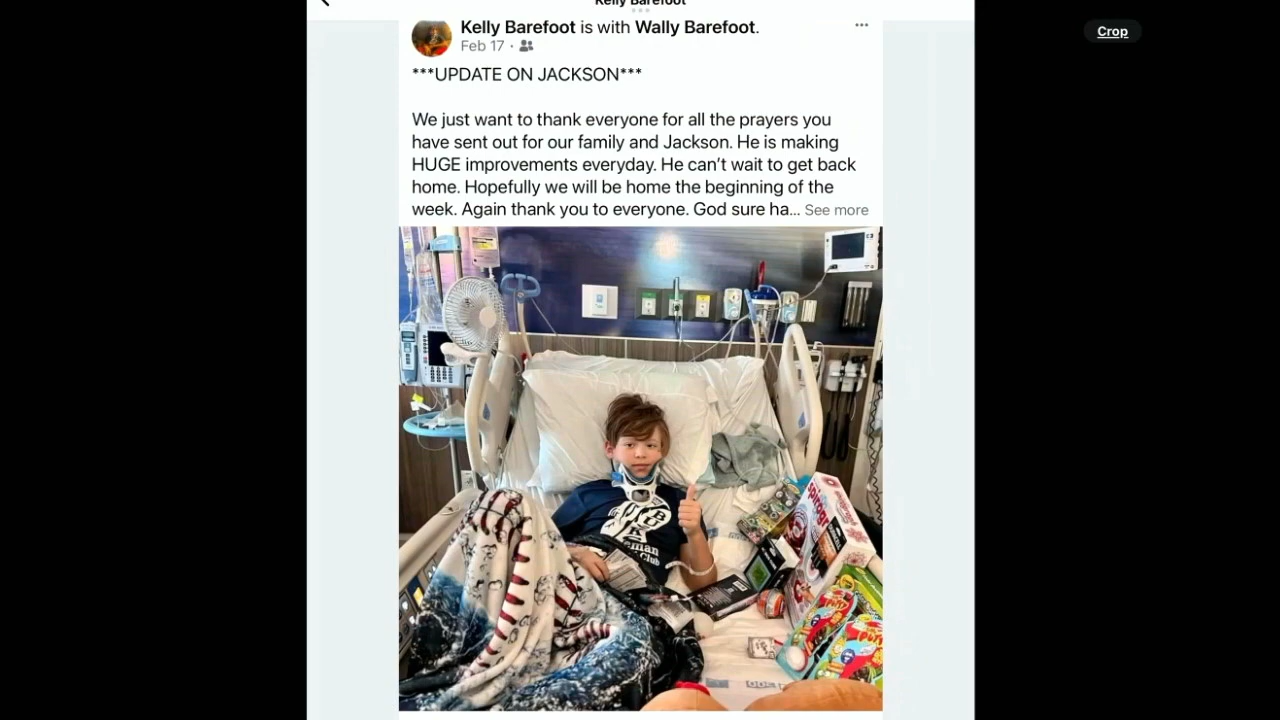 Kelly Barefoot
Crop
Kelly Barefoot is with Wally Barefoot.
Feb 17
***UPDATE ON JACKSON***
We just want to thank everyone for all the prayers you
have sent out for our family and Jackson. He is making
HUGE improvements everyday. He can't wait to get back
home. Hopefully we will be home the beginning of the
week. Again thank you to everyone. God sure ha... See more